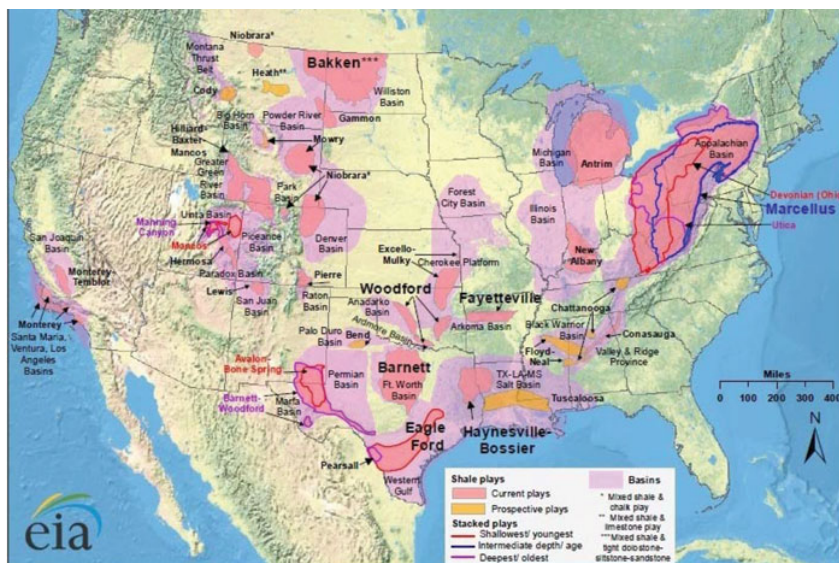 Niobrara*
Montana
Thrust
Belt
Bakken***
Heath**
Cody
Williston
Basin
Big Horn
Basin
Powder River
Basin
Gammon
Hilliard-
Baxter-
Mancos
Mowry
Greater
Green
River
Basin
Park
Basin
Niobrara*
Michigan
Basin
Antrim
Appalachian
Basin
Devonian (Ohio
Marcellus
Utica
Manning
Canyon
Uinta Basin
San Joaquin
Basin
Mancos
Piceance
Basin
Denver
Basin
Forest
City Basin
Illinois
Basin
Hermosa
Paradox Basin
Excello-
Mulky
Cherokee Platform
New
Albany
Monterey-
Temblor
Lewis
San Juan
Basin
Pierre
Raton
Basin
Woodford
Anadarko
Basin
Fayetteville
Chattanooga
Monterey
Santa Maria,
Ventura, Los
Angeles
Basins
Palo Duro
Basin
Bend
Ardmore Basin
Arkoma Basin
Black Warrior
Basin
Conasauga
Avalon-
Bone Spring
Permian
Basin
Barnett
Ft. Worth Basin
TX-LA-MS
Salt Basin
Floyd-
Neal
Valley & Ridge
Province
Barnett-
Woodford
Marfa
Basin
Tuscaloosa
Eagle
Ford
Haynesville-
Bossier
Pearsall
Western
Gulf
Miles
0 100 200 300 400
N
Shale plays
Current plays
Prospective plays
Stacked plays
Shallowest/ youngest
Intermediate depth/ age
Deepest/ oldest
Basins
* Mixed shale &
chalk play
** Mixed shale &
limestone play
***Mixed shale &
tight dolostone-
siltstone-sandstone
eia